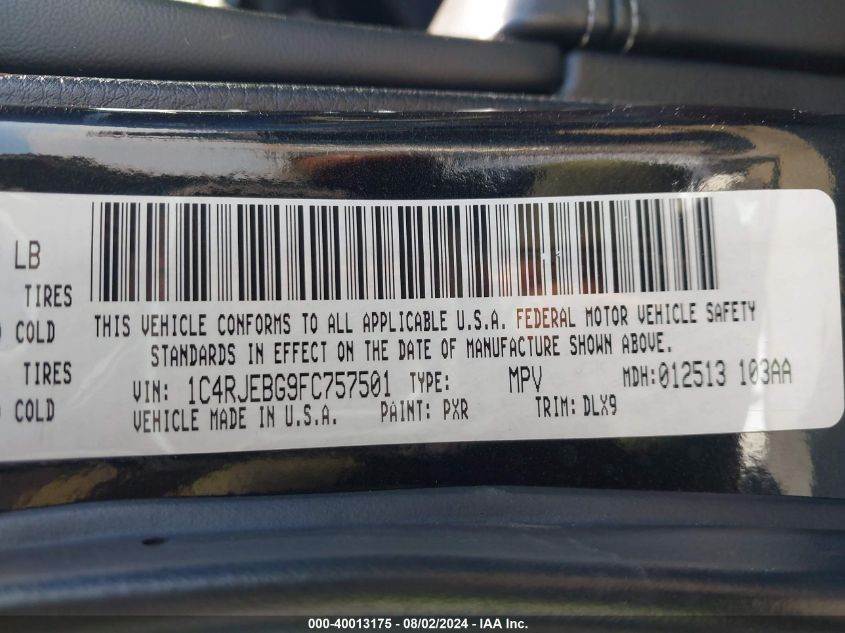 LB
TIRES
COLD
TIRES
COLD
THIS VEHICLE CONFORMS TO ALL APPLICABLE U.S.A. FEDERAL MOTOR VEHICLE SAFETY
STANDARDS IN EFFECT ON THE DATE OF MANUFACTURE SHOWN ABOVE.
VIN: 1C4RJEBG9FC757501 TYPE: MPV MDH:012513 103AA
VEHICLE MADE IN U.S.A. PAINT: PXR TRIM: DLX9
000-40013175 - 08/02/2024 - IAA Inc.